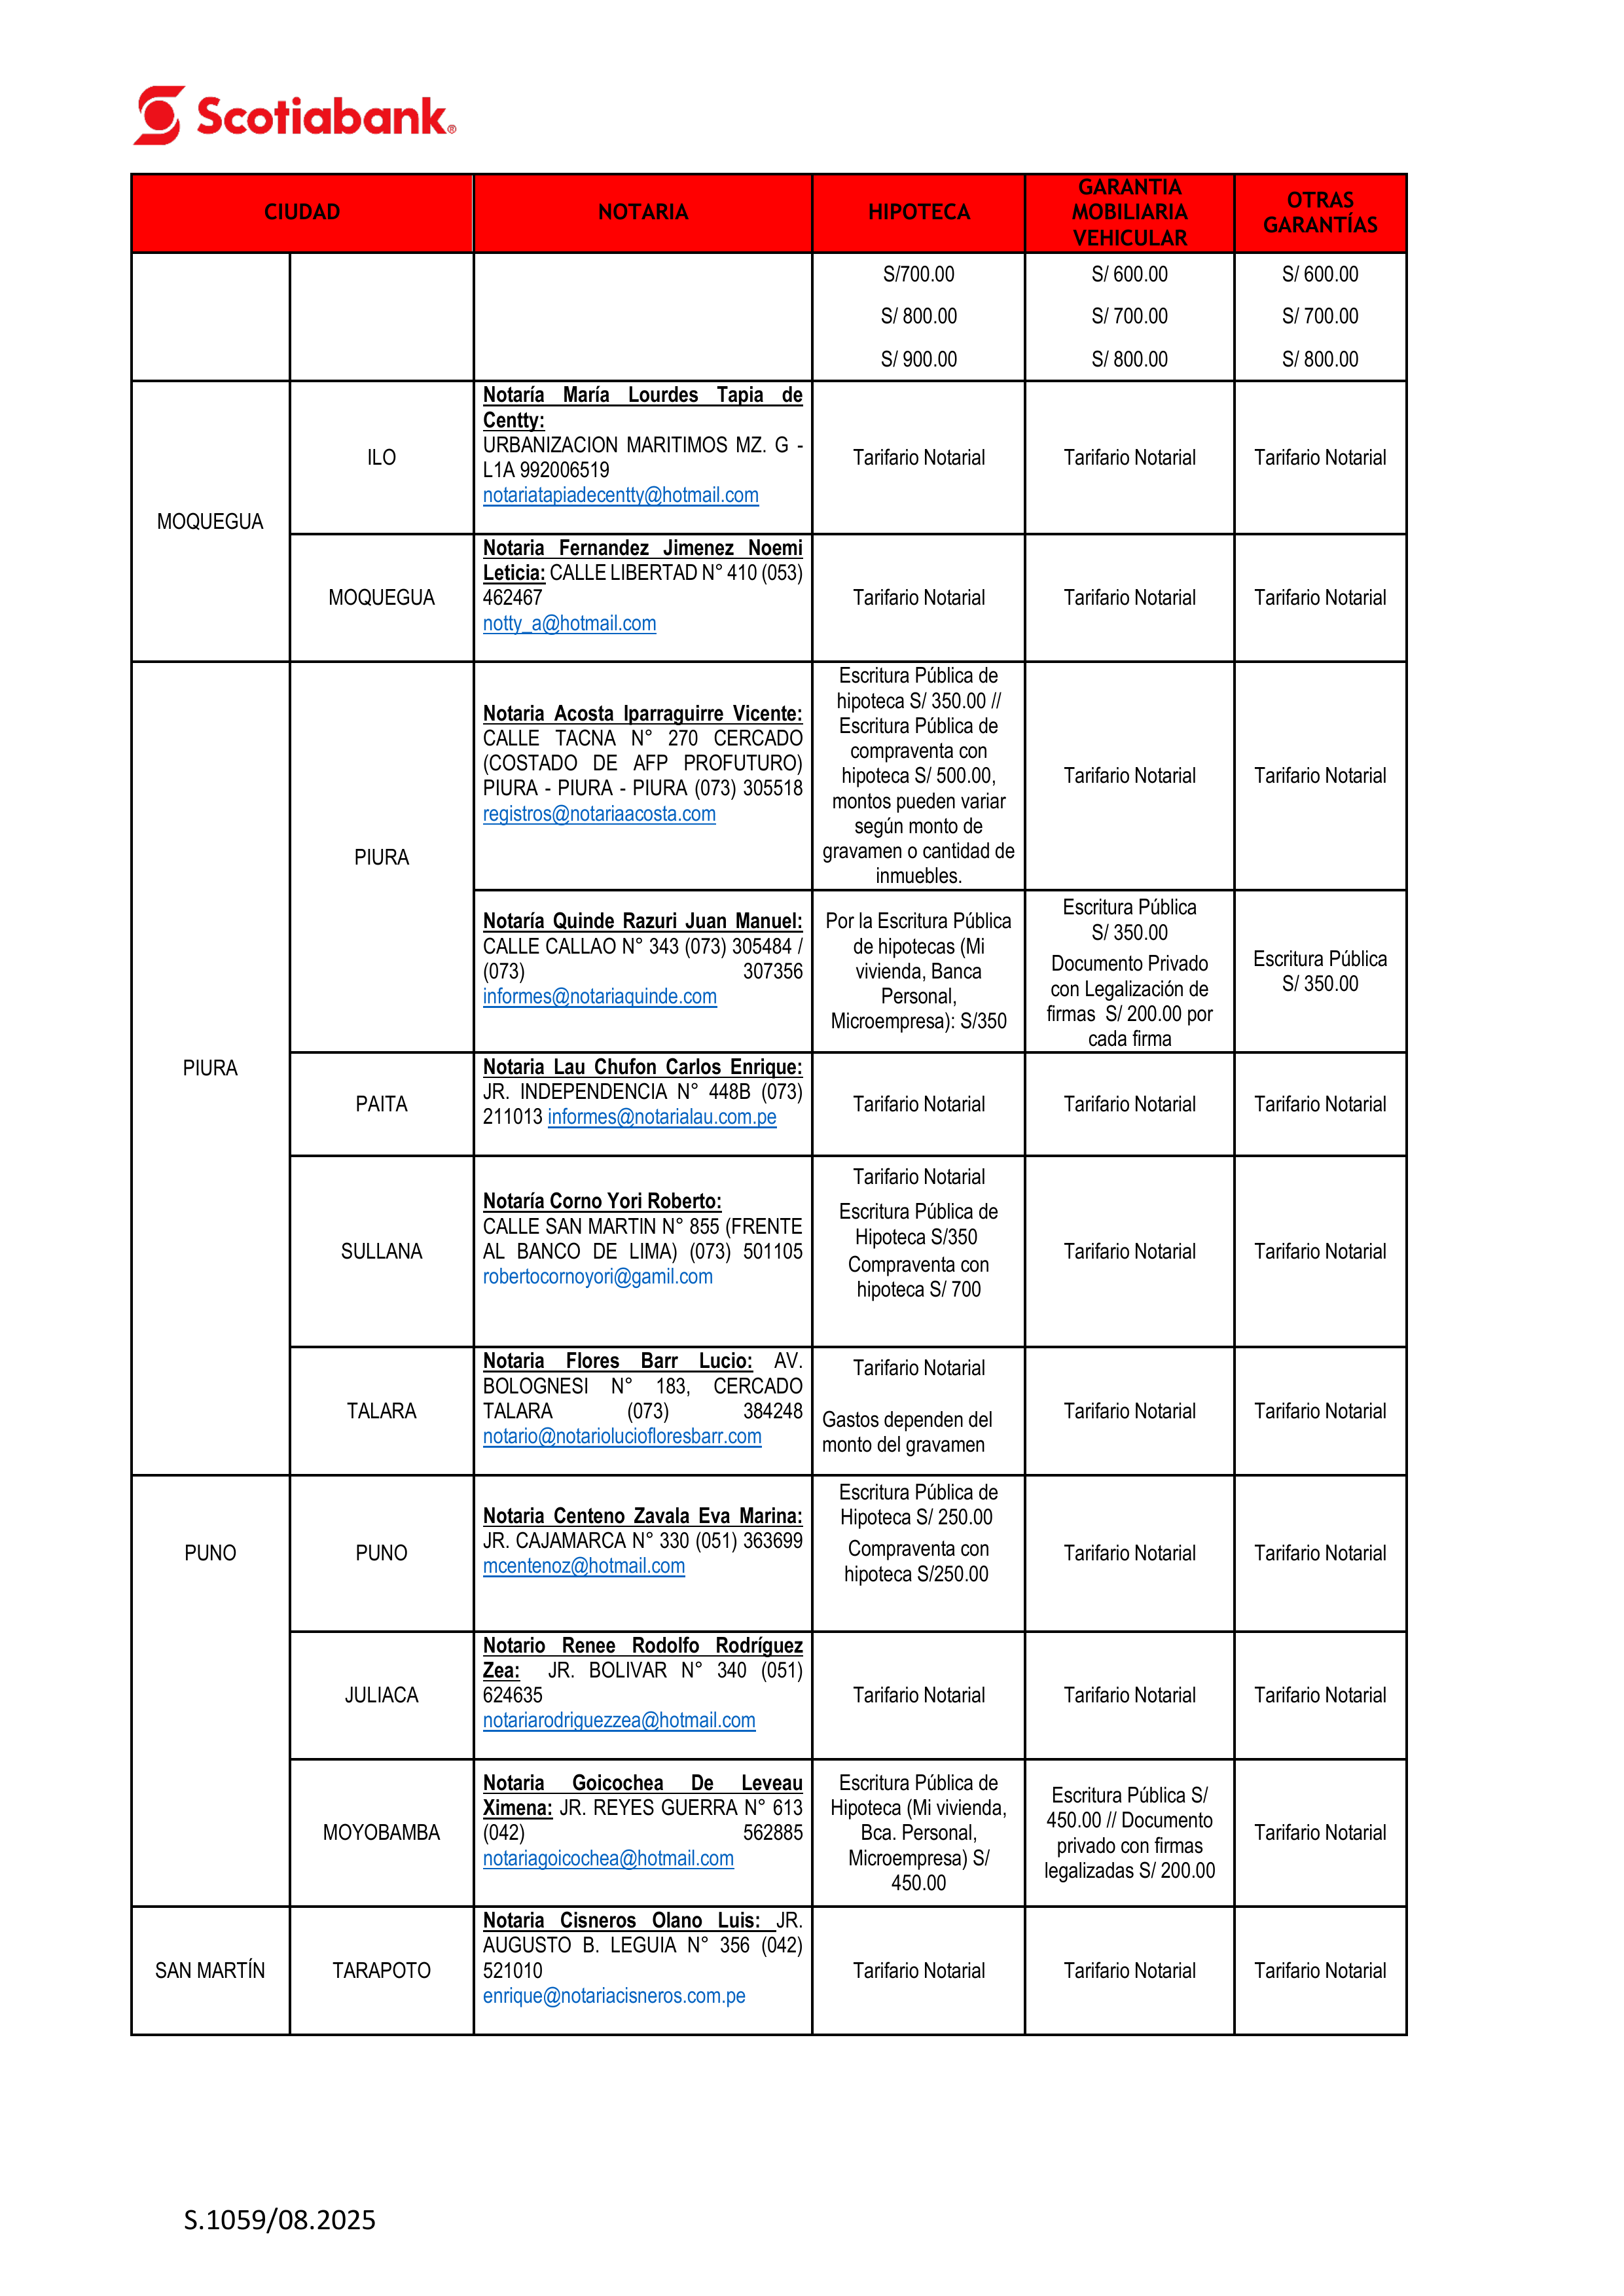 Scotiabank®
CIUDAD
NOTARIA
HIPOTECA
GARANTIA
MOBILIARIA
VEHICULAR
OTRAS
GARANTÍAS
S/700.00
S/ 800.00
S/ 900.00
S/ 600.00
S/ 700.00
S/ 800.00
S/ 600.00
S/ 700.00
S/ 800.00
MOQUEGUA
ILO
Notaría María Lourdes Tapia de
Centty:
URBANIZACION MARITIMOS MZ. G -
L1A 992006519
notariatapiadecentty@hotmail.com
Tarifario Notarial
Tarifario Notarial
Tarifario Notarial
MOQUEGUA
Notaria Fernandez Jimenez Noemi
Leticia: CALLE LIBERTAD N° 410 (053)
462467
notty_a@hotmail.com
Tarifario Notarial
Tarifario Notarial
Tarifario Notarial
PIURA
PIURA
Notaria Acosta Iparraguirre Vicente:
CALLE TACNA N° 270 CERCADO
(COSTADO DE AFP PROFUTURO)
PIURA - PIURA - PIURA (073) 305518
registros@notariaacosta.com
Escritura Pública de
hipoteca S/ 350.00 //
Escritura Pública de
compraventa con
hipoteca S/ 500.00,
montos pueden variar
según monto de
gravamen o cantidad de
inmuebles.
Tarifario Notarial
Tarifario Notarial
Notaría Quinde Razuri Juan Manuel:
CALLE CALLAO N° 343 (073) 305484 /
(073) 307356
informes@notariaquinde.com
Por la Escritura Pública
de hipotecas (Mi
vivienda, Banca
Personal,
Microempresa): S/350
Escritura Pública
S/ 350.00
Documento Privado
con Legalización de
firmas S/ 200.00 por
cada firma
Escritura Pública
S/ 350.00
PAITA
Notaria Lau Chufon Carlos Enrique:
JR. INDEPENDENCIA N° 448B (073)
211013 informes@notarialau.com.pe
Tarifario Notarial
Tarifario Notarial
Tarifario Notarial
SULLANA
Notaría Corno Yori Roberto:
CALLE SAN MARTIN N° 855 (FRENTE
AL BANCO DE LIMA) (073) 501105
robertocornoyori@gamil.com
Tarifario Notarial
Escritura Pública de
Hipoteca S/350
Compraventa con
hipoteca S/ 700
Tarifario Notarial
Tarifario Notarial
TALARA
Notaria Flores Barr Lucio: AV.
BOLOGNESI N° 183, CERCADO
TALARA (073) 384248
notario@notarioluciofloresbarr.com
Tarifario Notarial
Gastos dependen del
monto del gravamen
Tarifario Notarial
Tarifario Notarial
PUNO
PUNO
Notaria Centeno Zavala Eva Marina:
JR. CAJAMARCA N° 330 (051) 363699
mcentenoz@hotmail.com
Escritura Pública de
Hipoteca S/ 250.00
Compraventa con
hipoteca S/250.00
Tarifario Notarial
Tarifario Notarial
JULIACA
Notario Renee Rodolfo Rodríguez
Zea: JR. BOLIVAR N° 340 (051)
624635
notariarodriguezzea@hotmail.com
Tarifario Notarial
Tarifario Notarial
Tarifario Notarial
MOYOBAMBA
Notaria Goicochea De Leveau
Ximena: JR. REYES GUERRA N° 613
(042) 562885
notariagoicochea@hotmail.com
Escritura Pública de
Hipoteca (Mi vivienda,
Bca. Personal,
Microempresa) S/
450.00
Escritura Pública S/
450.00 // Documento
privado con firmas
legalizadas S/ 200.00
Tarifario Notarial
SAN MARTÍN
TARAPOTO
Notaria Cisneros Olano Luis: JR.
AUGUSTO B. LEGUIA N° 356 (042)
521010
enrique@notariacisneros.com.pe
Tarifario Notarial
Tarifario Notarial
Tarifario Notarial
S.1059/08.2025